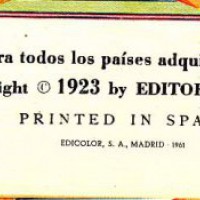 ra todos los países adqui
ight © 1923 by EDITOR
PRINTED IN SPA
EDICOLOR, S. A., MADRID - 1961